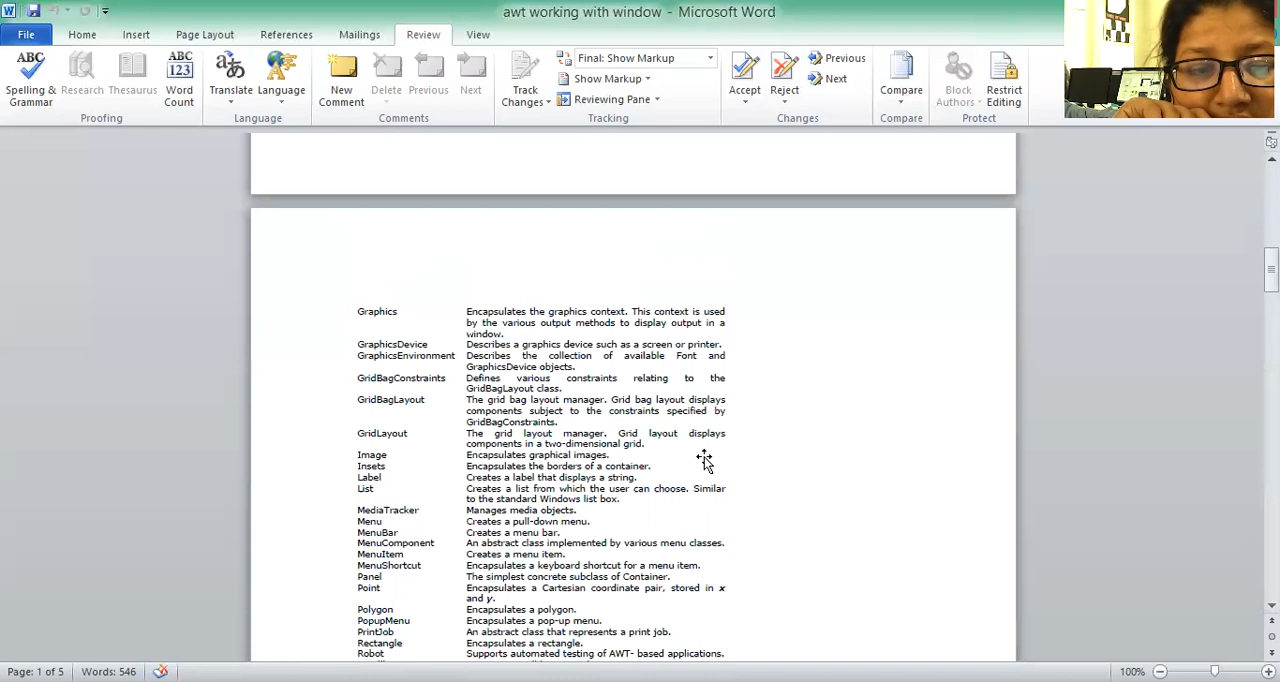 awt working with window - Microsoft Word
File Home Insert Page Layout References Mailings Review View
ABC Spelling & Grammar
Research
Thesaurus
ABC 123 Word Count
Proofing
Translate
Language
Language
New Comment
Delete
Previous
Next
Comments
Track Changes
Final: Show Markup
Show Markup
Reviewing Pane
Tracking
Accept
Reject
Previous
Next
Changes
Compare
Compare
Block Authors
Restrict Editing
Protect
Graphics Encapsulates the graphics context. This context is used
by the various output methods to display output in a
window.
GraphicsDevice Describes a graphics device such as a screen or printer.
GraphicsEnvironment Describes the collection of available Font and
GraphicsDevice objects.
GridBagConstraints Defines various constraints relating to the
GridBagLayout class.
GridBagLayout The grid bag layout manager. Grid bag layout displays
components subject to the constraints specified by
GridBagConstraints.
GridLayout The grid layout manager. Grid layout displays
components in a two-dimensional grid.
Image Encapsulates graphical images.
Insets Encapsulates the borders of a container.
Label Creates a label that displays a string.
List Creates a list from which the user can choose. Similar
to the standard Windows list box.
MediaTracker Manages media objects.
Menu Creates a pull-down menu.
MenuBar Creates a menu bar.
MenuComponent An abstract class implemented by various menu classes.
MenuItem Creates a menu item.
MenuShortcut Encapsulates a keyboard shortcut for a menu item.
Panel The simplest concrete subclass of Container.
Point Encapsulates a Cartesian coordinate pair, stored in x
and y.
Polygon Encapsulates a polygon.
PopupMenu Encapsulates a pop-up menu.
PrintJob An abstract class that represents a print job.
Rectangle Encapsulates a rectangle.
Robot Supports automated testing of AWT- based applications.
Page: 1 of 5 Words: 546 100%